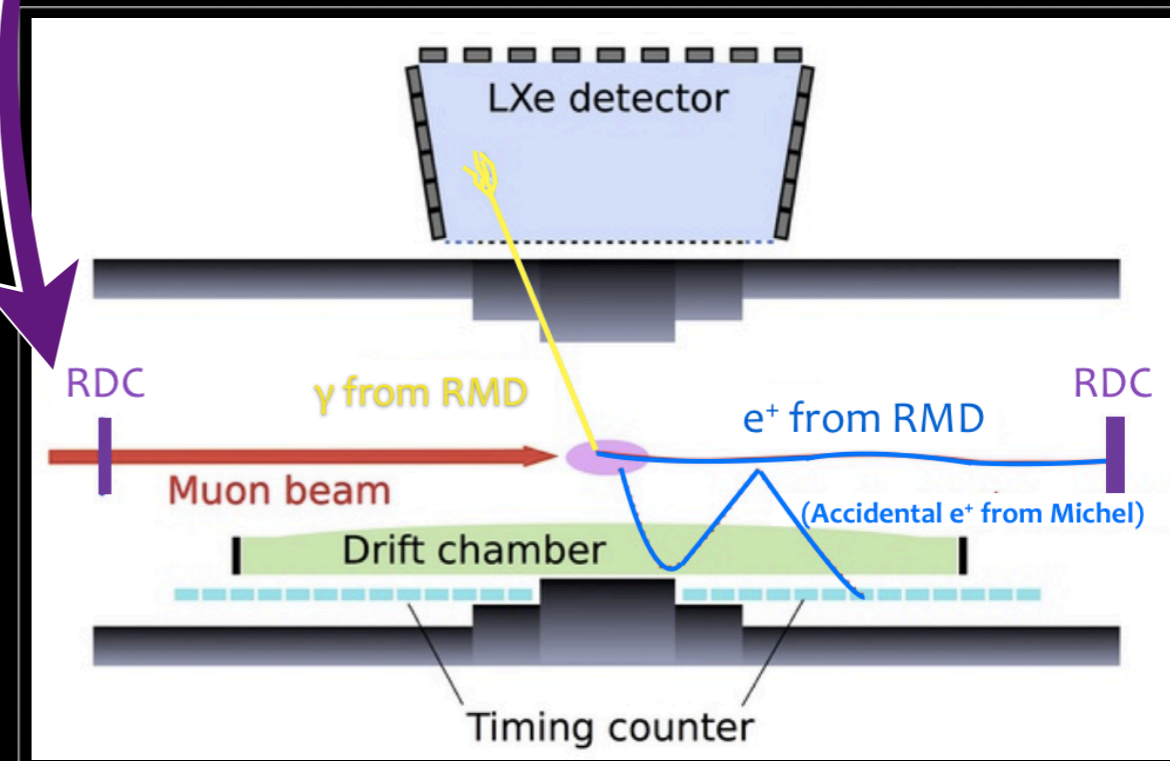 LXe detector
RDC
γ from RMD
RDC
e⁺ from RMD
Muon beam
(Accidental e⁺ from Michel)
Drift chamber
Timing counter